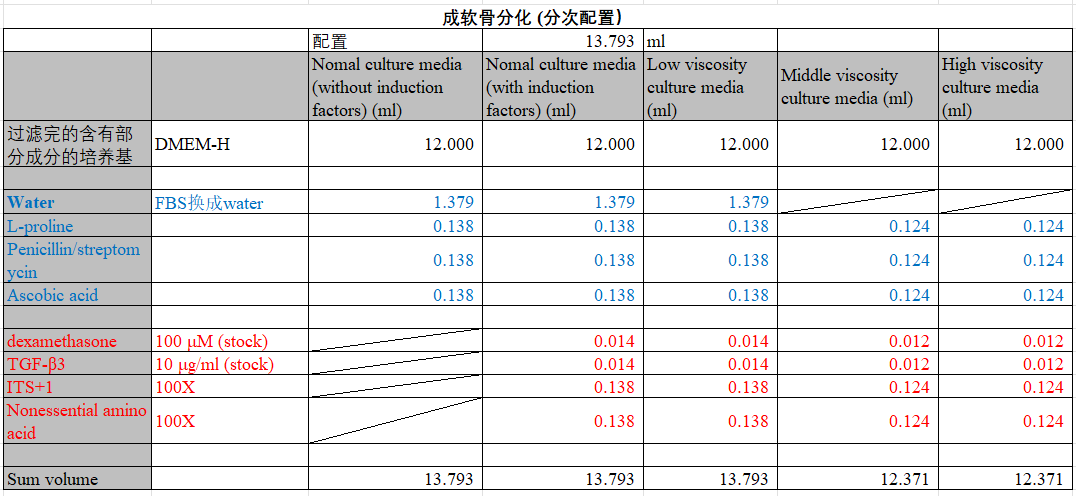 成软骨分化 (分次配置)
配置 13.793 ml
Nomal culture media (without induction factors) (ml) Nomal culture media (with induction factors) (ml) Low viscosity culture media (ml) Middle viscosity culture media (ml) High viscosity culture media (ml)
过滤完的含有部分成分的培养基 DMEM-H 12.000 12.000 12.000 12.000 12.000
Water FBS换成water 1.379 1.379 1.379
L-proline 0.138 0.138 0.138 0.124 0.124
Penicillin/streptomycin 0.138 0.138 0.138 0.124 0.124
Ascobic acid 0.138 0.138 0.138 0.124 0.124
dexamethasone 100 μM (stock) 0.014 0.014 0.012 0.012
TGF-β3 10 μg/ml (stock) 0.014 0.014 0.012 0.012
ITS+1 100X 0.138 0.138 0.124 0.124
Nonessential amino acid 100X 0.138 0.138 0.124 0.124
Sum volume 13.793 13.793 13.793 12.371 12.371